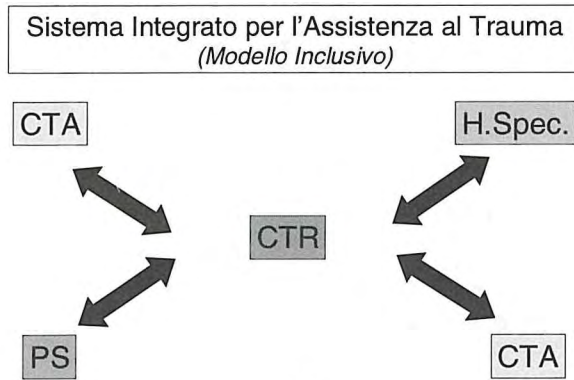 Sistema Integrato per l'Assistenza al Trauma
(Modello Inclusivo)
CTA
H.Spec.
CTR
PS
CTA